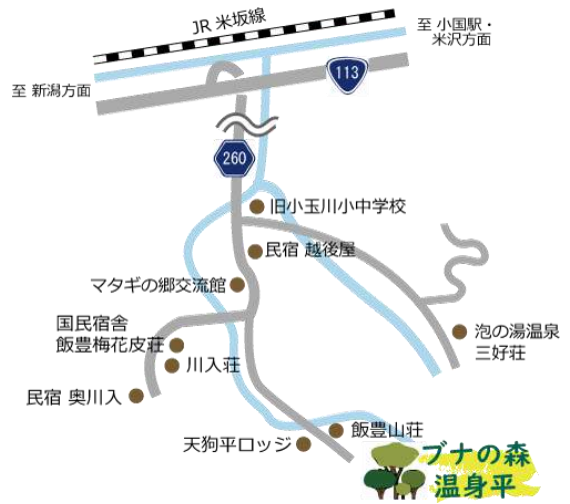 JR 米坂線
至 小国駅・
米沢方面
113
至 新潟方面
260
旧小玉川小中学校
民宿 越後屋
マタギの郷交流館
国民宿舎
飯豊梅花皮荘
泡の湯温泉
三好荘
川入荘
民宿 奥川入
飯豊山荘
天狗平ロッジ
ブナの森
温身平